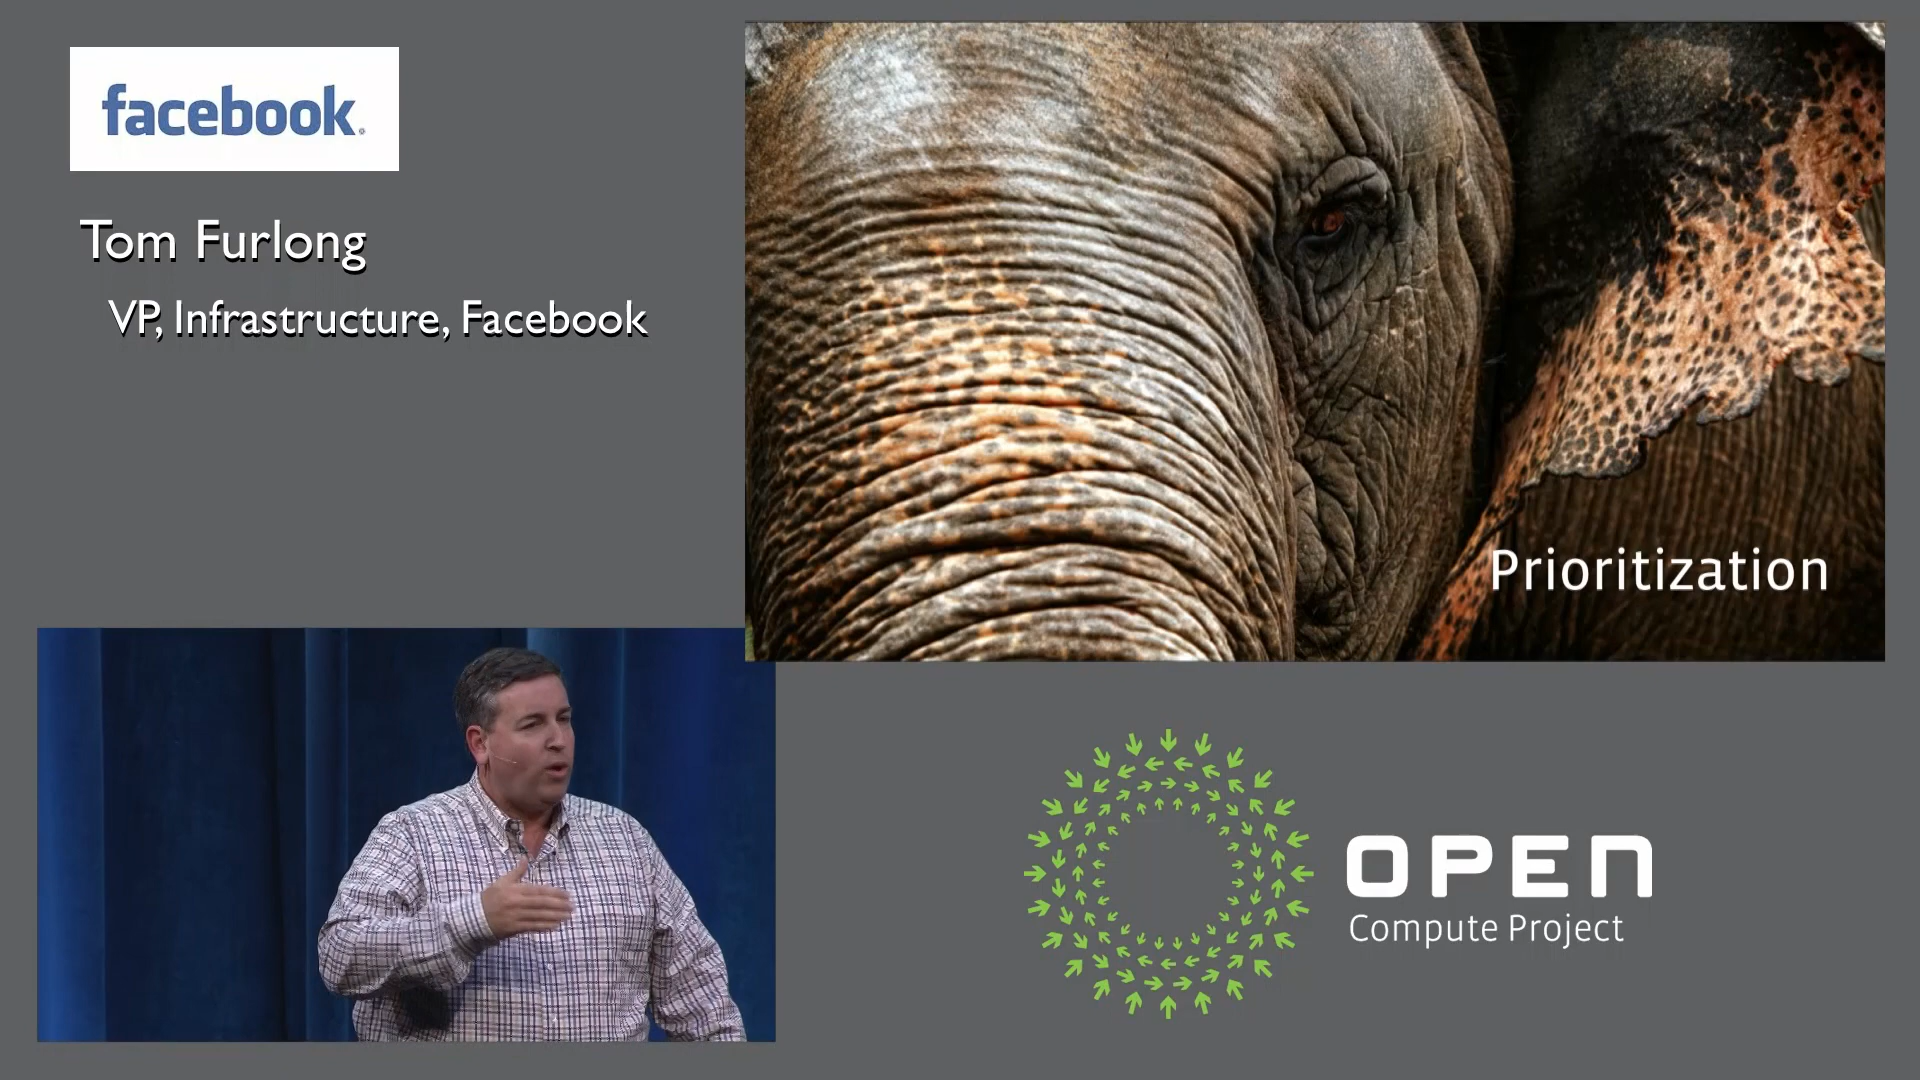 facebook
Tom Furlong
VP, Infrastructure, Facebook
Prioritization
OPEN
Compute Project